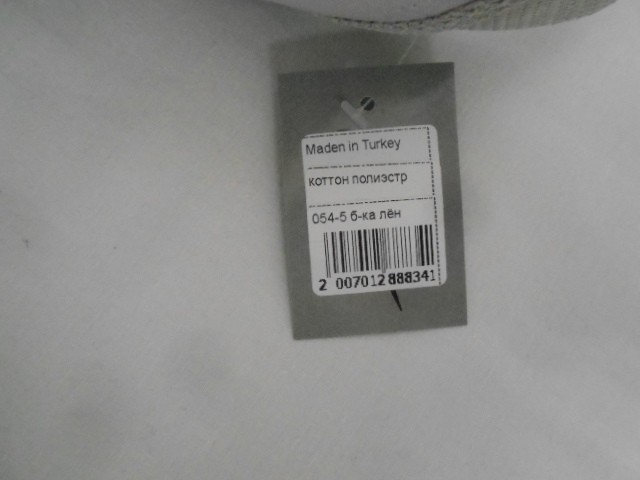 Maden in Turkey
коттон полиэстр
054-5 б-ка лён
2 007012 888341